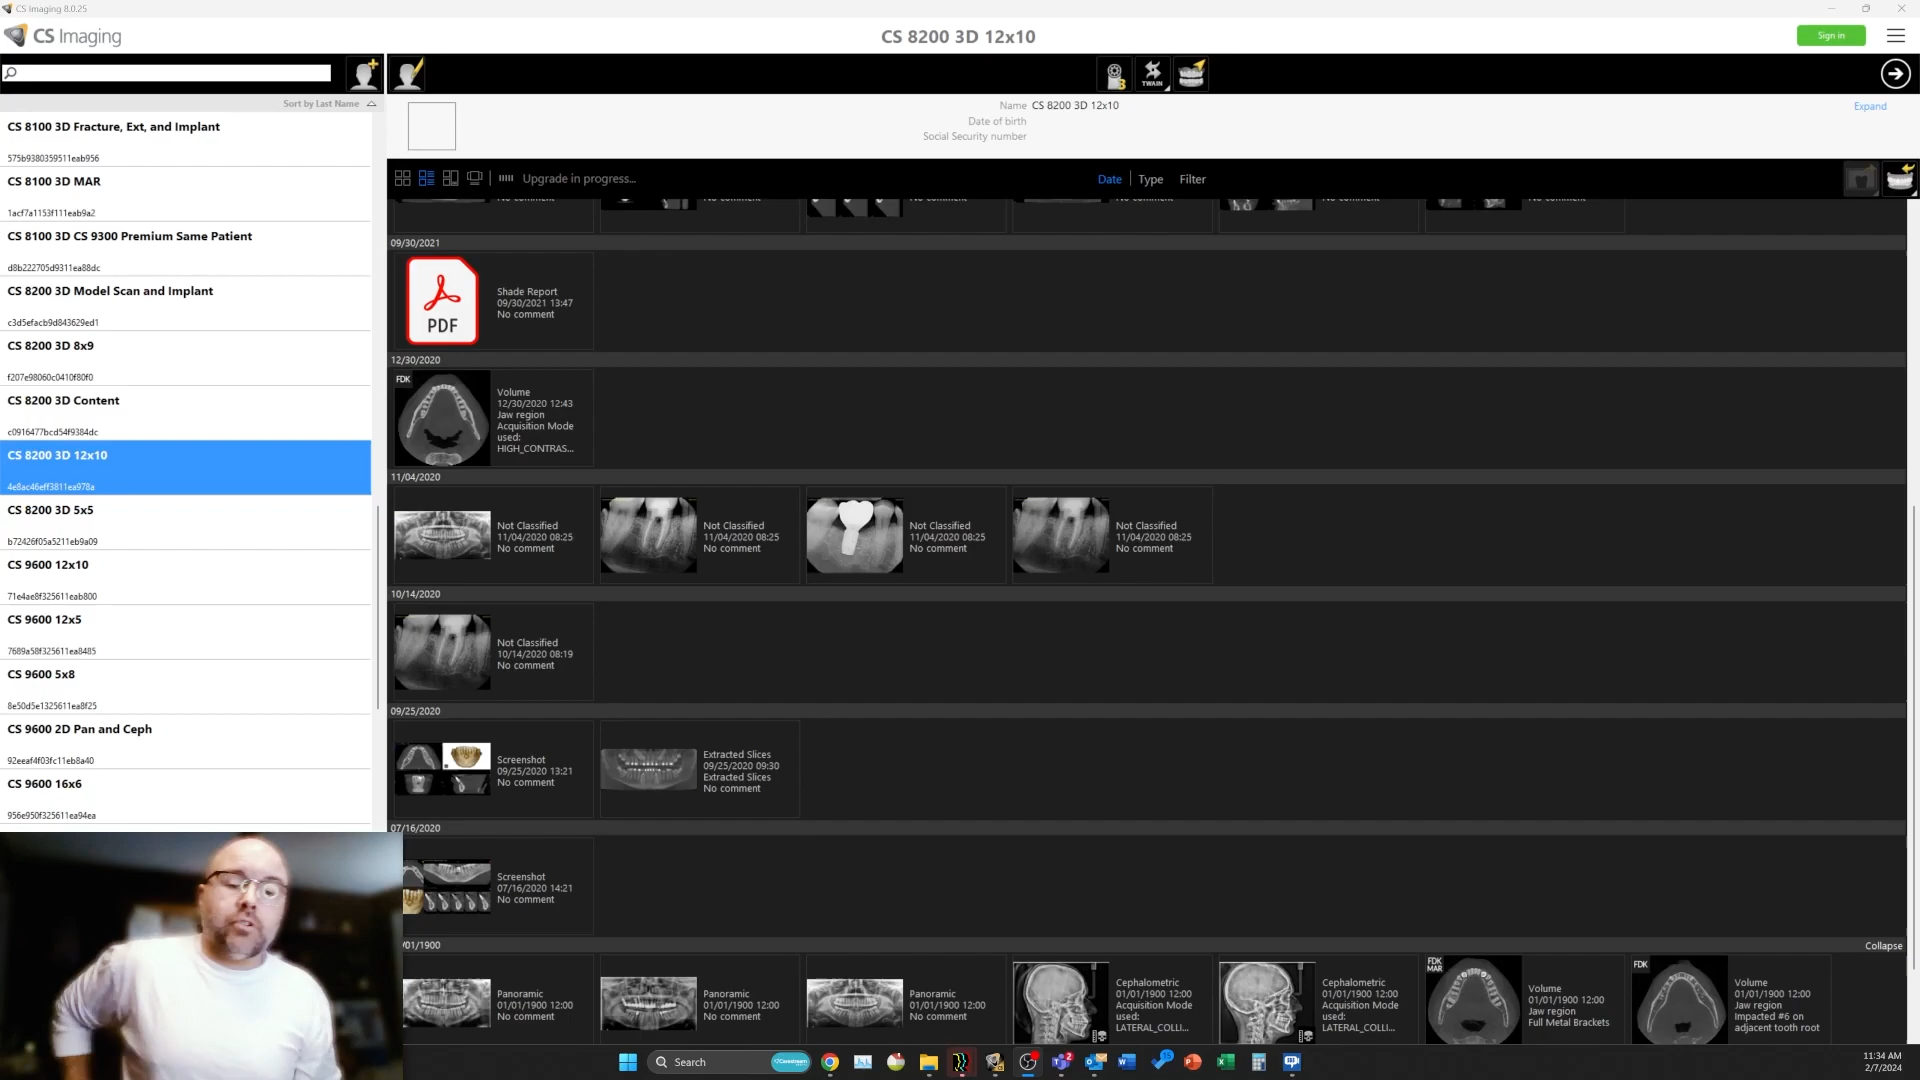 CS Imaging 8.0.25
CS Imaging
CS 8200 3D 12x10
Sign in
TWAIN
Sort by Last Name
Name CS 8200 3D 12x10
Date of birth
Social Security number
Expand
Upgrade in progress...
Date
Type
Filter
CS 8100 3D Fracture, Ext, and Implant
575b9380359511eab956
CS 8100 3D MAR
1acf7a1153f111eab9a2
CS 8100 3D CS 9300 Premium Same Patient
d8b222705d9311ea88dc
CS 8200 3D Model Scan and Implant
c3d5efacb9d843629ed1
CS 8200 3D 8x9
f207e98060c0410f80f0
CS 8200 3D Content
c0916477bcd54f9384dc
CS 8200 3D 12x10
4e8ac46eff3811ea978a
CS 8200 3D 5x5
b72426f05a5211eb9a09
CS 9600 12x10
71e4ae8f325611eab800
CS 9600 12x5
7689a58f325611ea8485
CS 9600 5x8
8e50d5e1325611ea8f25
CS 9600 2D Pan and Ceph
92eeaf4f03fc11eb8a40
CS 9600 16x6
956e950f325611ea94ea
09/30/2021
PDF
Shade Report
09/30/2021 13:47
No comment
12/30/2020
FDK
Volume
12/30/2020 12:43
Jaw region
Acquisition Mode
used:
HIGH_CONTRAS...
11/04/2020
Not Classified
11/04/2020 08:25
No comment
Not Classified
11/04/2020 08:25
No comment
Not Classified
11/04/2020 08:25
No comment
Not Classified
11/04/2020 08:25
No comment
10/14/2020
Not Classified
10/14/2020 08:19
No comment
09/25/2020
Screenshot
09/25/2020 13:21
No comment
Extracted Slices
09/25/2020 09:30
Extracted Slices
No comment
07/16/2020
Screenshot
07/16/2020 14:21
No comment
/01/1900
Collapse
Panoramic
01/01/1900 12:00
No comment
Panoramic
01/01/1900 12:00
No comment
Panoramic
01/01/1900 12:00
No comment
Cephalometric
01/01/1900 12:00
Acquisition Mode
used:
LATERAL_COLLI...
Cephalometric
01/01/1900 12:00
Acquisition Mode
used:
LATERAL_COLLI...
FDK
MAR
Volume
01/01/1900 12:00
Jaw region
Full Metal Brackets
FDK
Volume
01/01/1900 12:00
Jaw region
Impacted #6 on
adjacent tooth root
Search
11:34 AM
2/7/2024